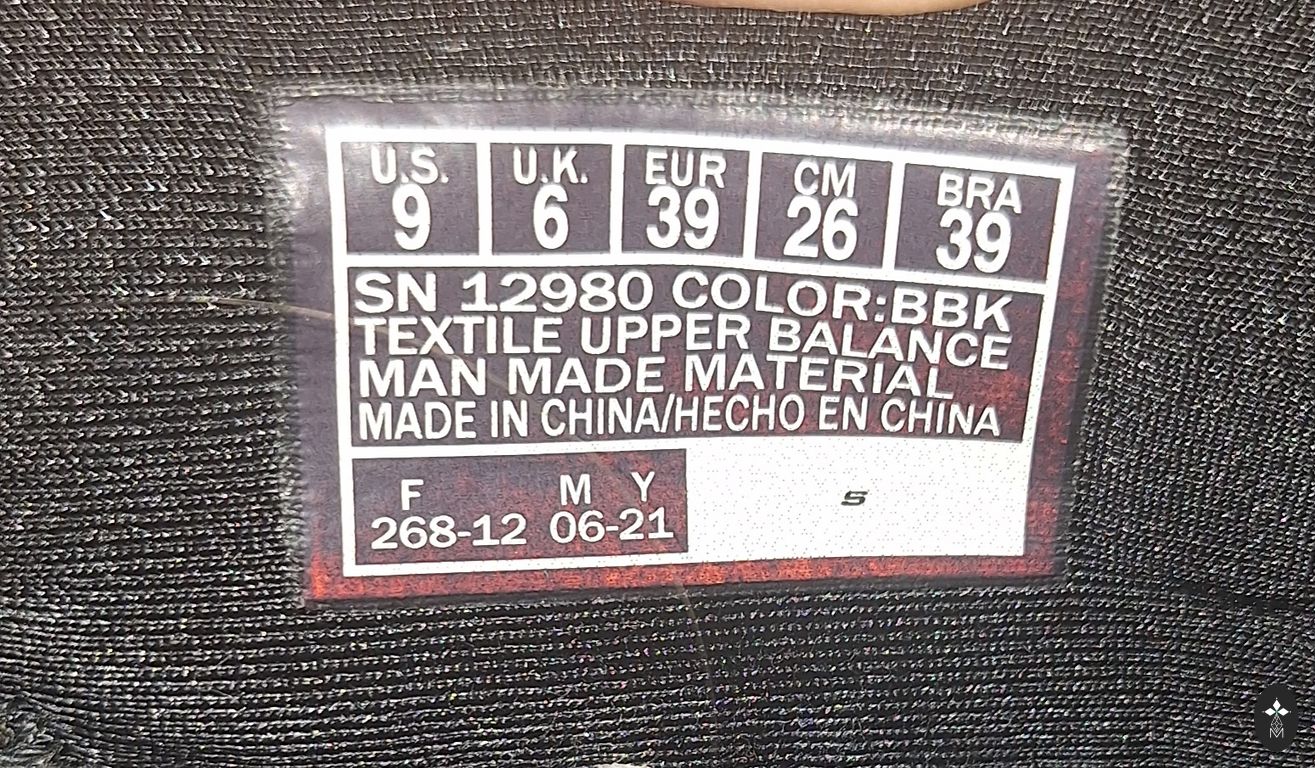 U.S. U.K. EUR CM BRA
9 6 39 26 39
SN 12980 COLOR:BBK
TEXTILE UPPER BALANCE
MAN MADE MATERIAL
MADE IN CHINA/HECHO EN CHINA
F M Y
268-12 06-21
S
M